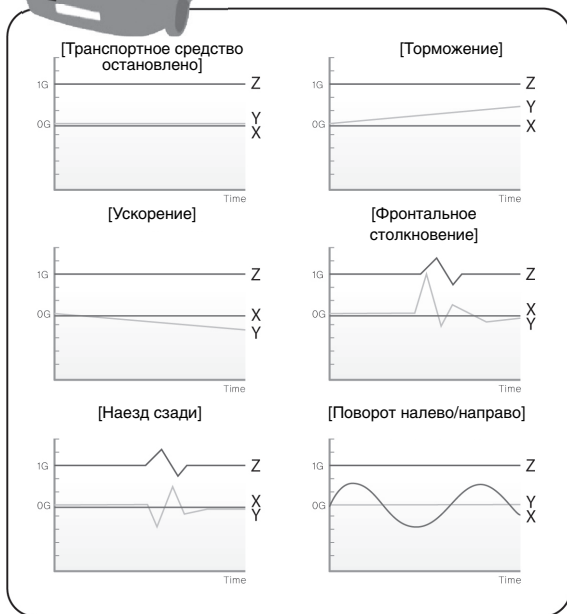 [Транспортное средство
остановлено]
1G
Z
0G
Y
X
Time
[Торможение]
1G
Z
Y
0G
X
Time
[Ускорение]
1G
Z
0G
X
Y
Time
[Фронтальное
столкновение]
1G
Z
0G
X
Y
Time
[Наезд сзади]
1G
Z
0G
X
Y
Time
[Поворот налево/направо]
1G
Z
0G
Y
X
Time